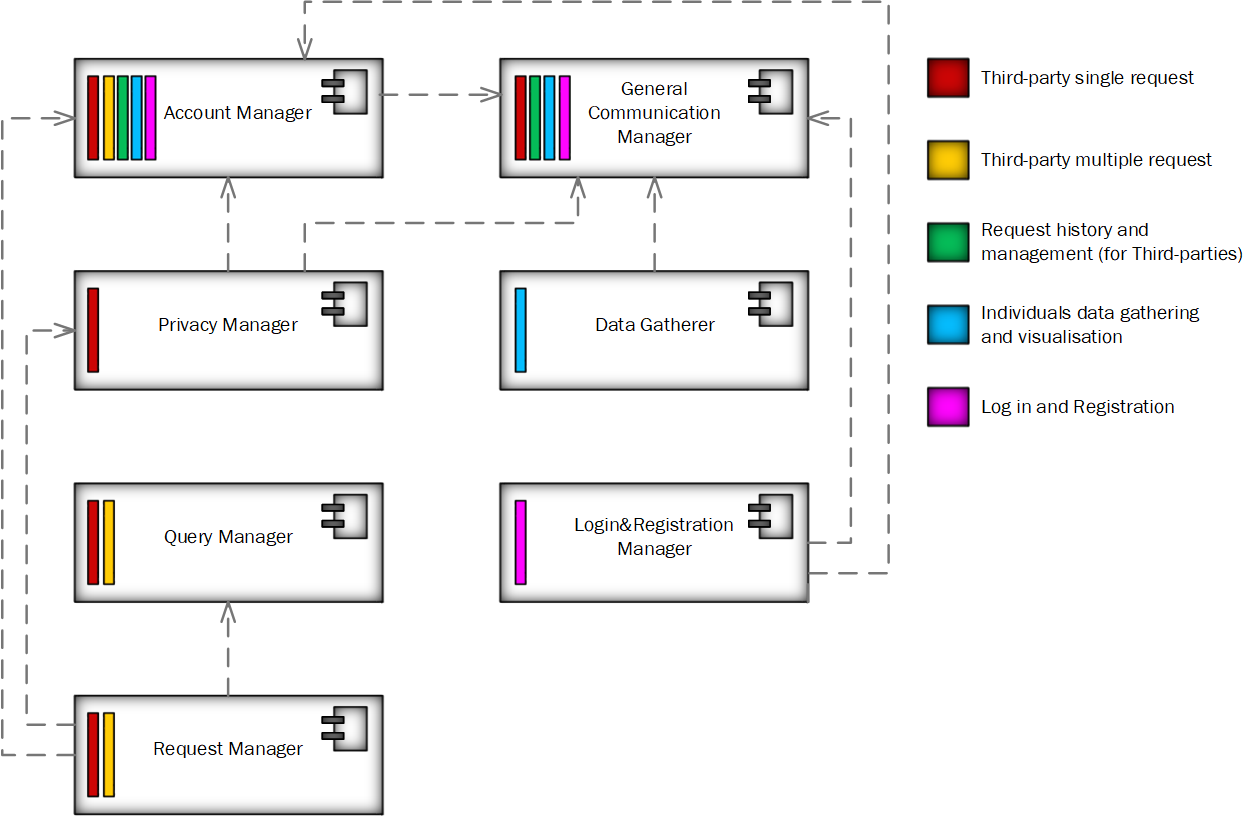 Account Manager
General
Communication
Manager
Privacy Manager
Data Gatherer
Query Manager
Login&Registration
Manager
Request Manager
Third-party single request
Third-party multiple request
Request history and
management (for Third-parties)
Individuals data gathering
and visualisation
Log in and Registration